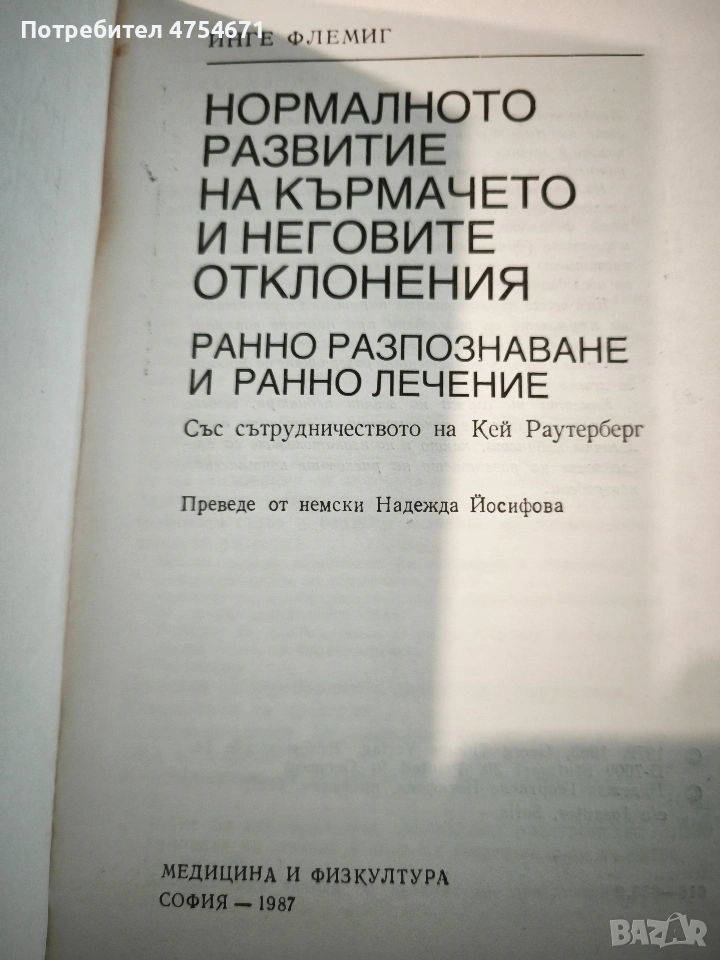 Потребител 4754671
ИНГЕ ФЛЕМИГ
НОРМАЛНОТО
РАЗВИТИЕ
НА КЪРМАЧЕТО
И НЕГОВИТЕ
ОТКЛОНЕНИЯ
РАННО РАЗПОЗНАВАНЕ
И РАННО ЛЕЧЕНИЕ
Със сътрудничеството на Кей Раутерберг
Преведе от немски Надежда Йосифова
МЕДИЦИНА И ФИЗКУЛТУРА
СОФИЯ — 1987
BAZAR